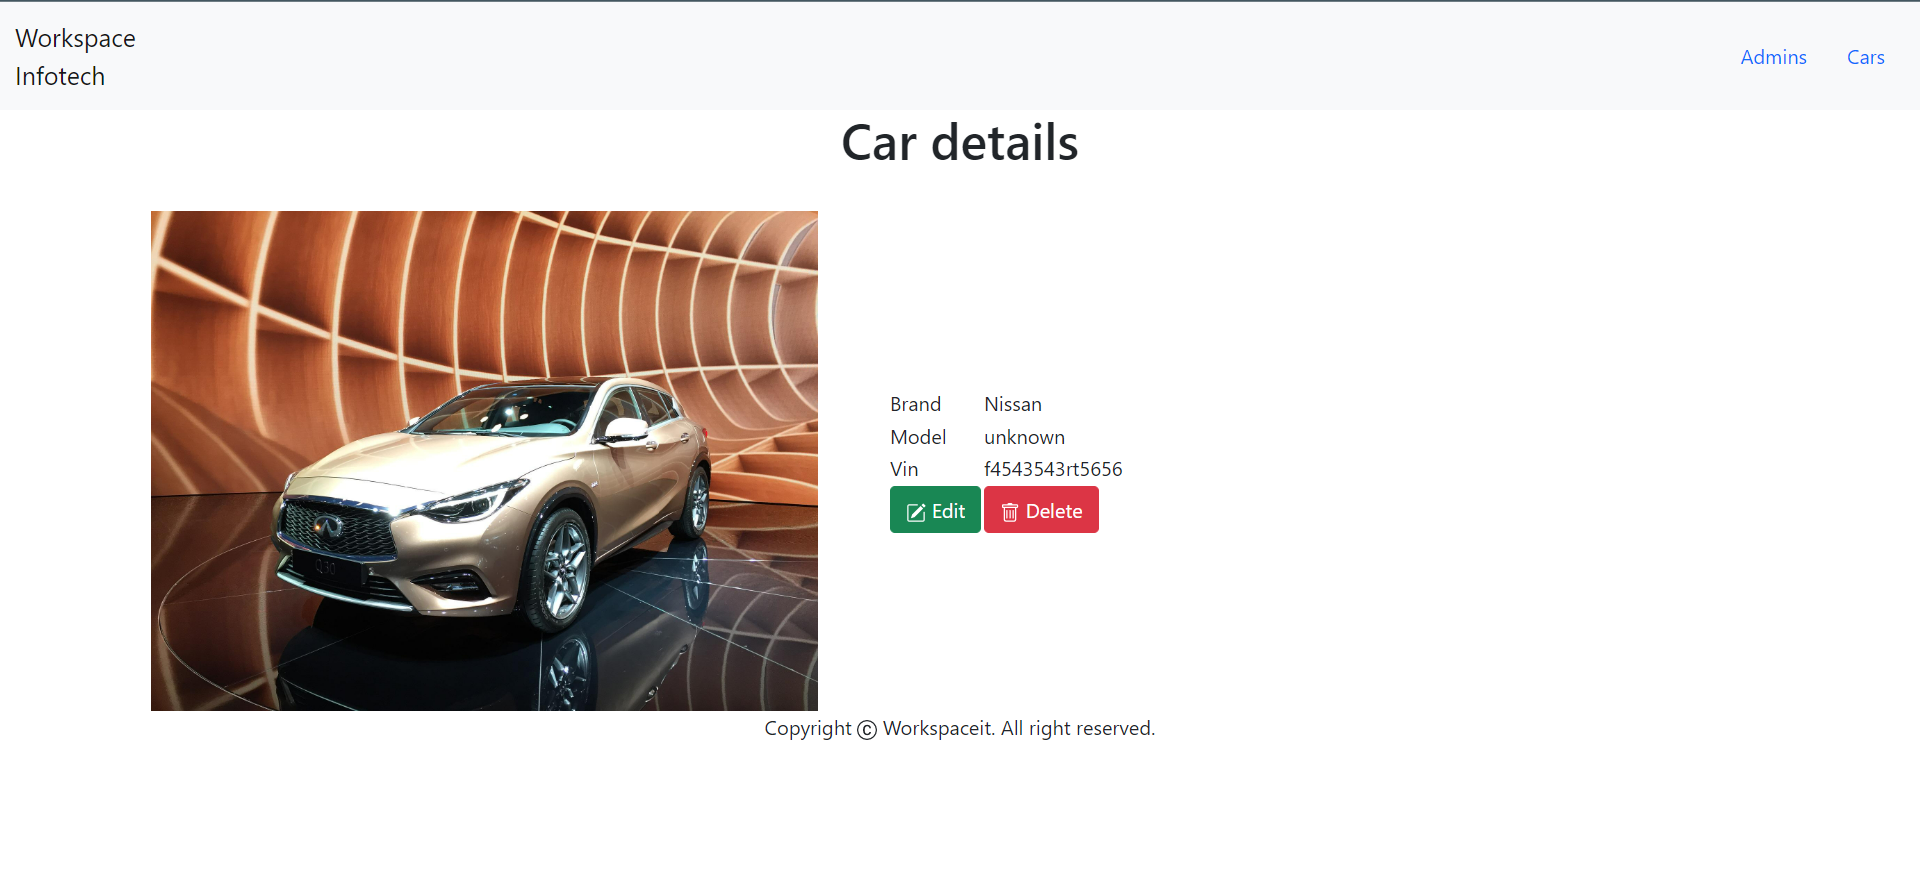 Workspace
Infotech
Admins Cars
Car details
Q30
Brand Nissan
Model unknown
Vin f4543543rt5656
Edit Delete
Copyright © Workspaceit. All right reserved.